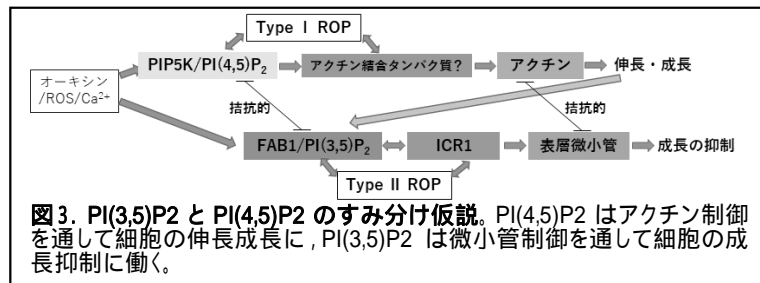 Type Ⅰ ROP
PIP5K/PI(4,5)P₂
アクチン結合タンパク質？
アクチン
伸長・成長
オーキシン
/ROS/Ca²⁺
拮抗的
拮抗的
FAB1/PI(3,5)P₂
ICR1
表層微小管
成長の抑制
Type Ⅱ ROP
図3. PI(3,5)P2 と PI(4,5)P2 のすみ分け仮説。PI(4,5)P2 はアクチン制御
を通して細胞の伸長成長に，PI(3,5)P2 は微小管制御を通して細胞の成
長抑制に働く。